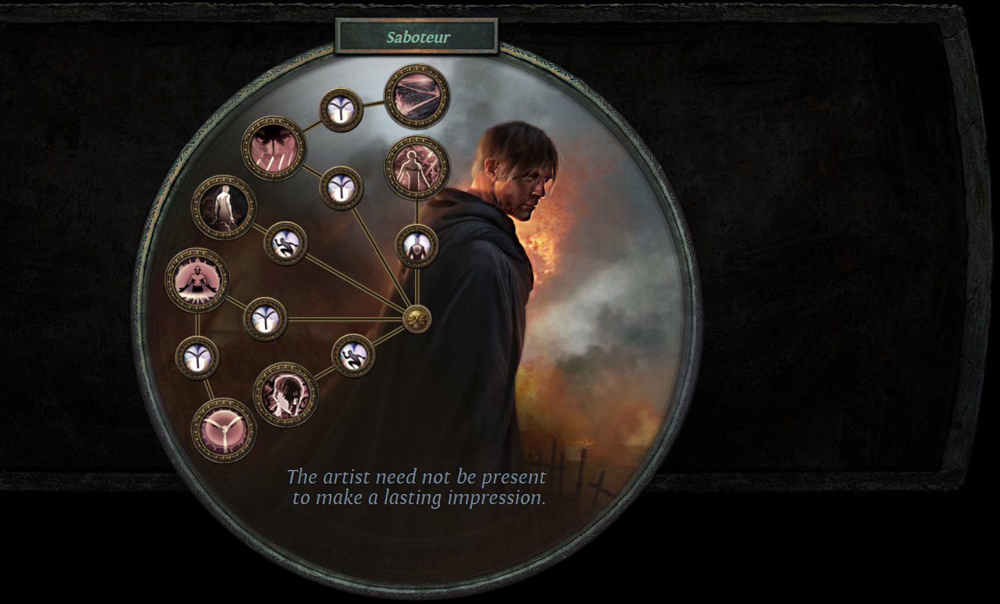 Saboteur
The artist need not be present
to make a lasting impression.